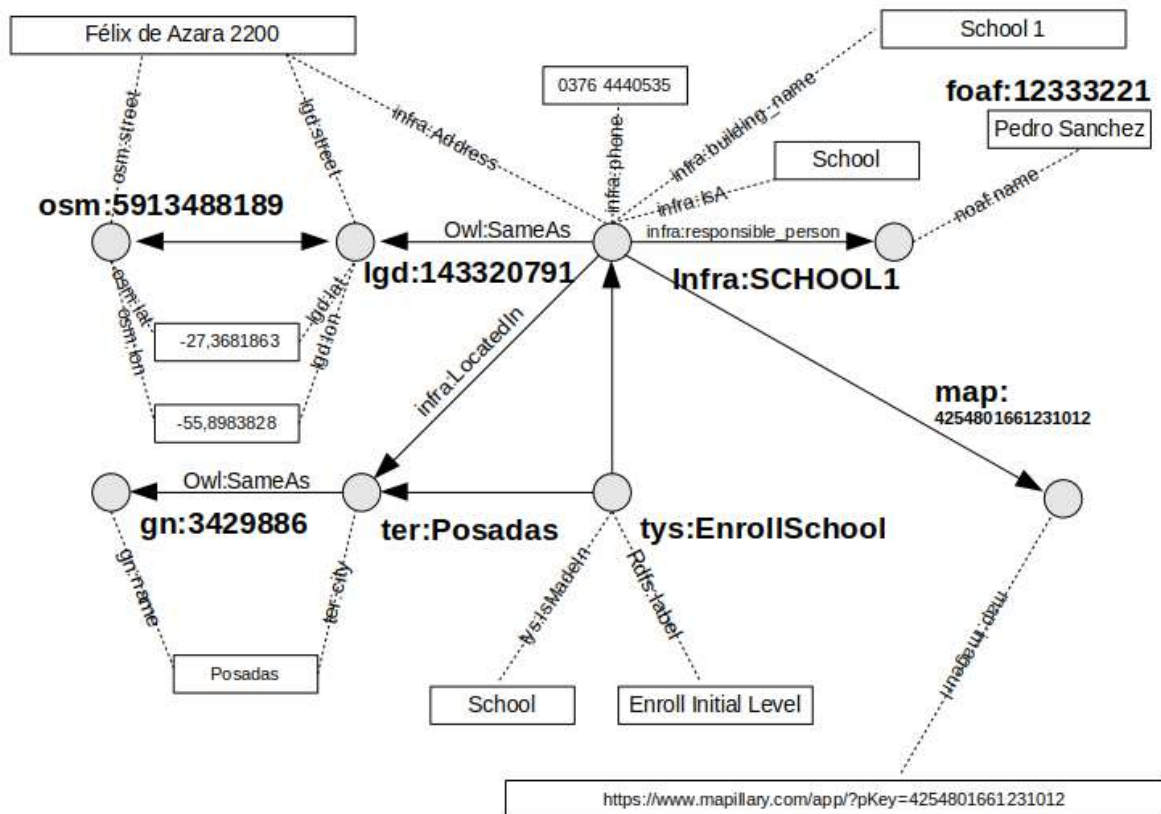 Félix de Azara 2200
School 1
0376 4440535
foaf:12333221
Pedro Sanchez
osm:street
lgd:street
infra:Address
infra:phone
infra:building_name
School
infra:ISA
noaf:name
osm:5913488189
Owl:SameAs
infra:responsible_person
lgd:143320791
Infra:SCHOOL1
osm:lat
osm:lon
lgd:lat
lgd:lon
-27,3681863
infra:LocatedIn
map:
4254801661231012
-55,8983828
Owl:SameAs
gn:3429886
ter:Posadas
tys:EnrollSchool
gn:name
ter:city
tys:IsMadeIn
Rdfs:label
Posadas
School
Enroll Initial Level
https://www.mapillary.com/app/?pKey=4254801661231012